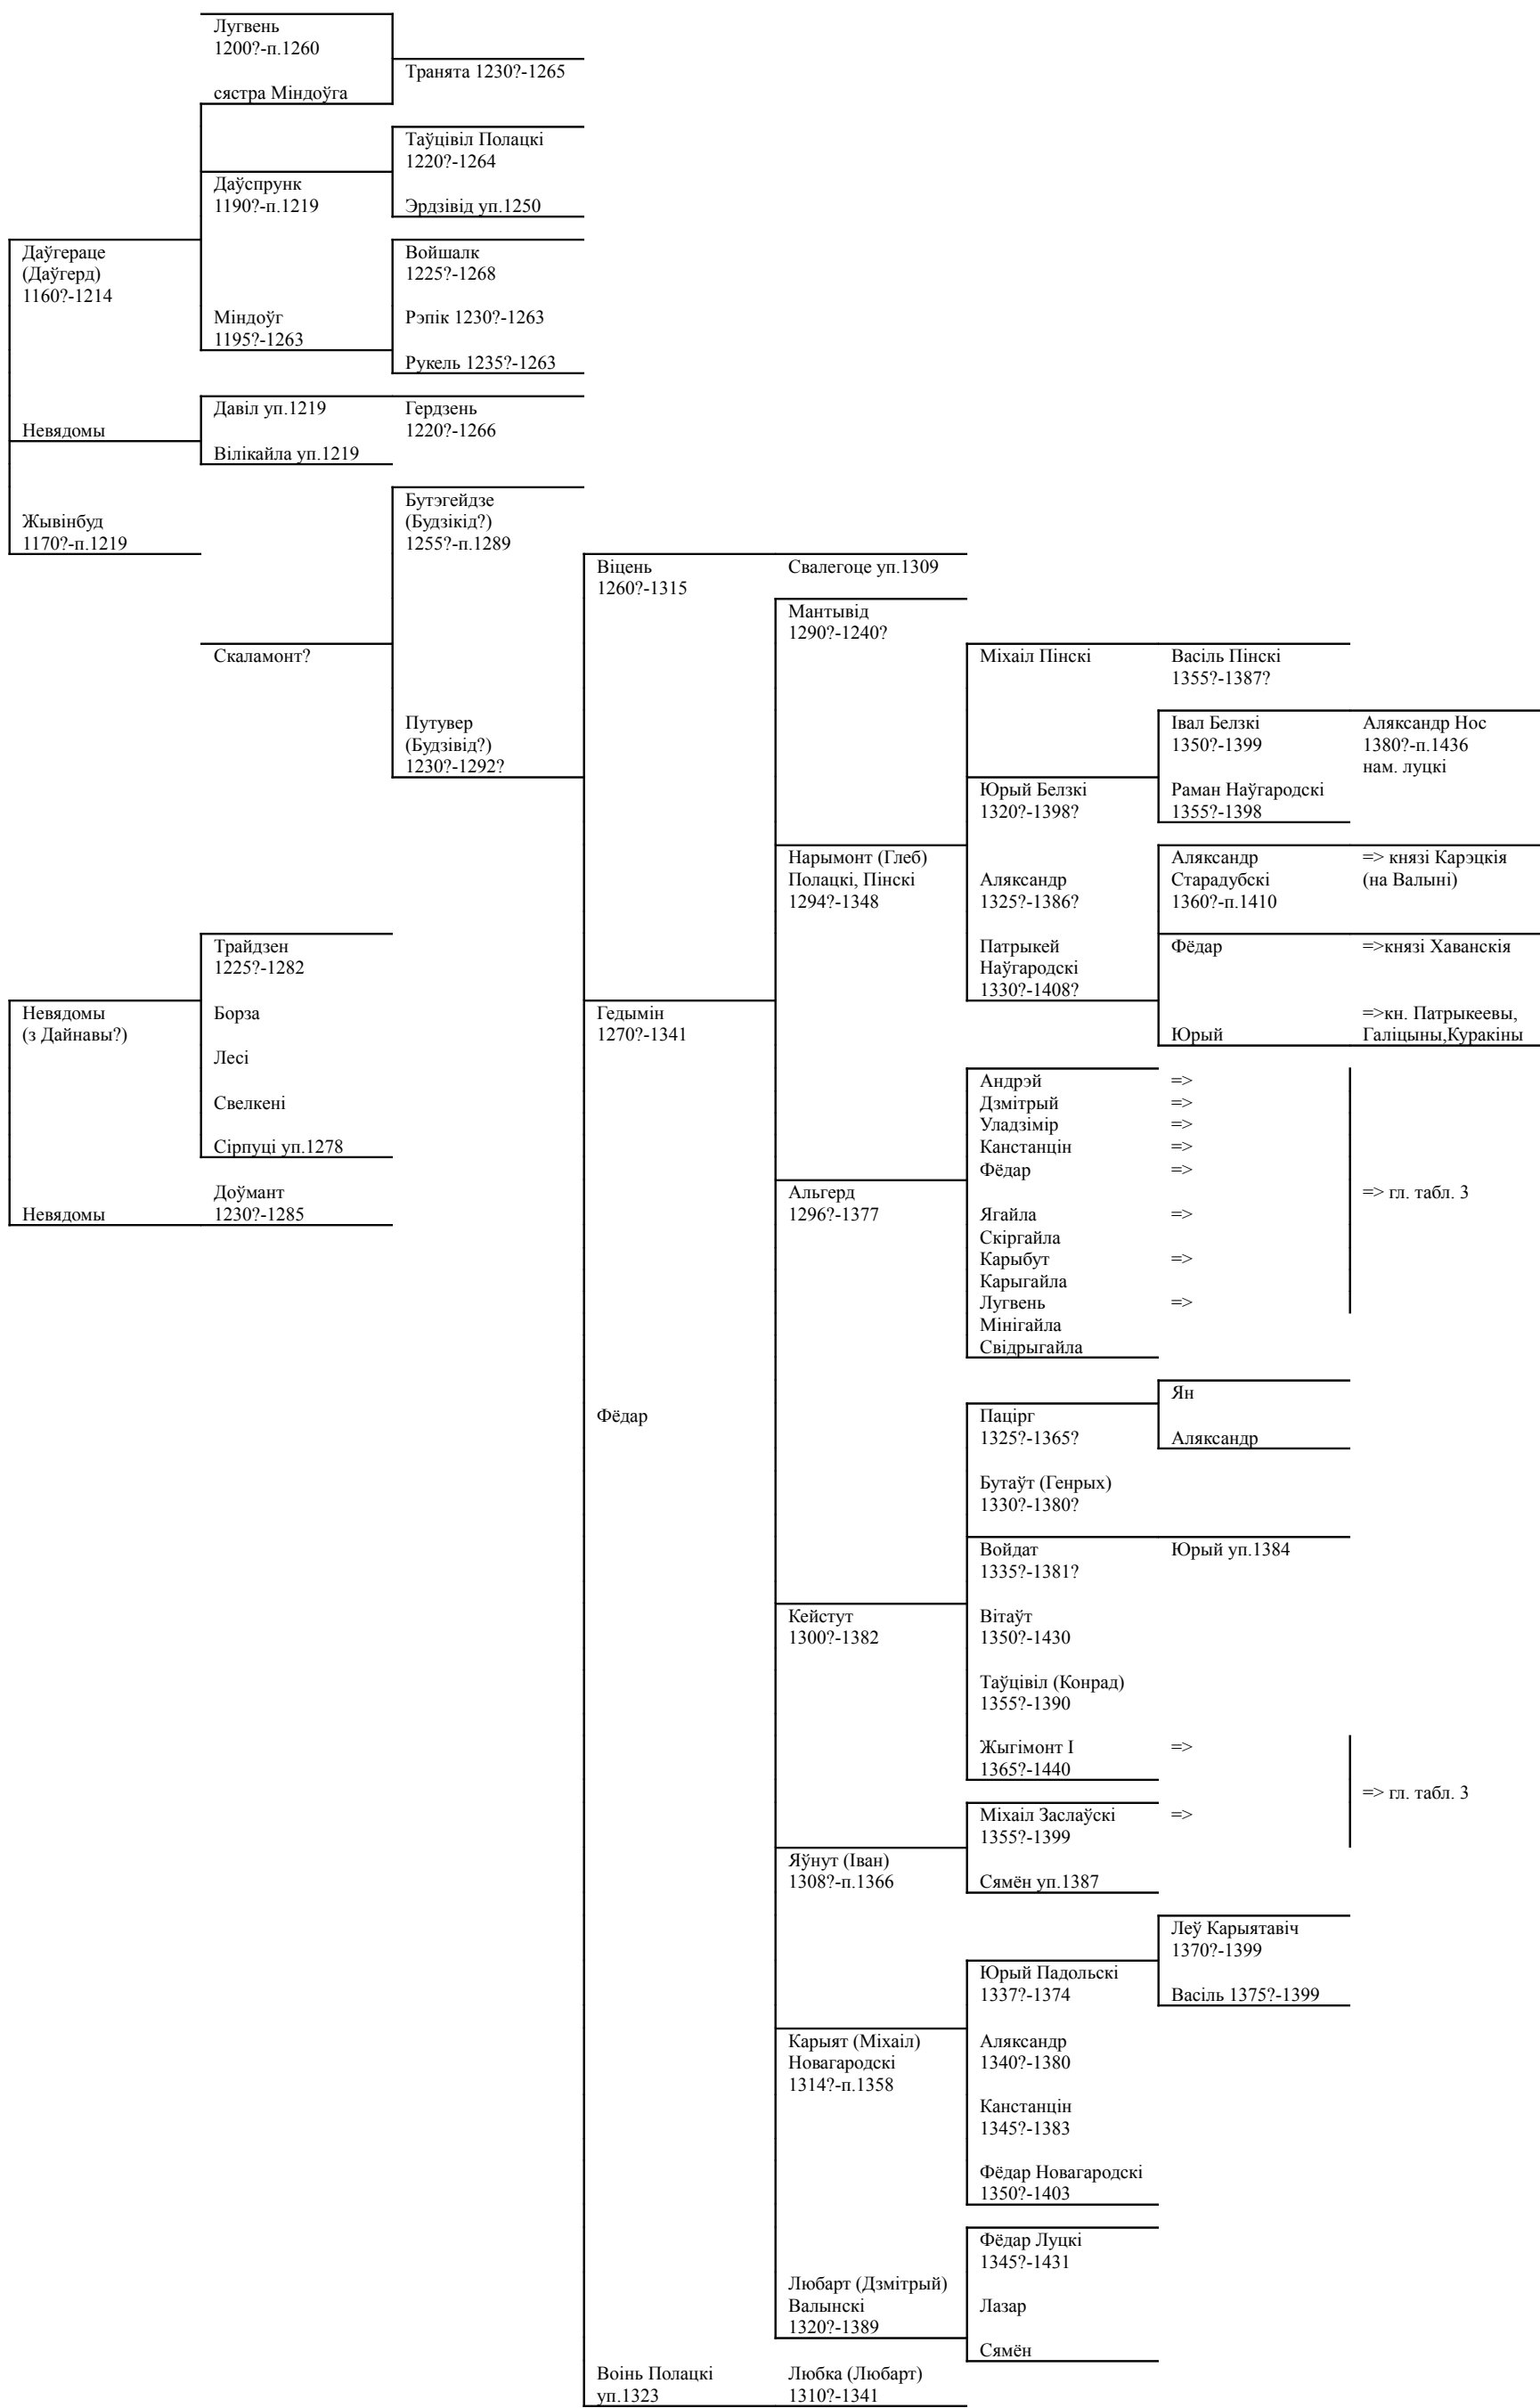 Лугвень
1200?-п.1260
Транята 1230?-1265
сястра Міндоўга
Таўцівіл Полацкі
1220?-1264
Даўспрунк
1190?-п.1219
Эрдзівід уп.1250
Даўгераце
(Даўгерд)
1160?-1214
Войшалк
1225?-1268
Міндоўг
1195?-1263
Рэпік 1230?-1263
Рукель 1235?-1263
Давіл уп.1219
Гердзень
1220?-1266
Невядомы
Вілікайла уп.1219
Бутэгейдзе
(Будзікід?)
1255?-п.1289
Жывінбуд
1170?-п.1219
Віцень
1260?-1315
Свалегоце уп.1309
Мантывід
1290?-1240?
Скаламонт?
Міхаіл Пінскі
Васіль Пінскі
1355?-1387?
Путувер
(Будзівід?)
1230?-1292?
Івал Белзкі
1350?-1399
Аляксандр Нос
1380?-п.1436
нам. луцкі
Юрый Белзкі
1320?-1398?
Раман Наўгародскі
1355?-1398
Нарымонт (Глеб)
Полацкі, Пінскі
1294?-1348
Аляксандр
1325?-1386?
Аляксандр
Старадубскі
1360?-п.1410
=> князі Карэцкія
(на Валыні)
Трайдзен
1225?-1282
Патрыкей
Наўгародскі
1330?-1408?
Фёдар
=>князі Хаванскія
Невядомы
(з Дайнавы?)
Борза
Гедымін
1270?-1341
Юрый
=>кн. Патрыкеевы,
Галіцыны,Куракіны
Лесі
Свелкені
Сірпуці уп.1278
Андрэй =>
Дзмітрый =>
Уладзімір =>
Канстанцін =>
Фёдар =>
Доўмант
1230?-1285
Невядомы
Альгерд
1296?-1377
=> гл. табл. 3
Ягайла =>
Скіргайла
Карыбут =>
Карыгайла
Лугвень =>
Мінігайла
Свідрыгайла
Ян
Фёдар
Пацірг
1325?-1365?
Аляксандр
Бутаўт (Генрых)
1330?-1380?
Войдат
1335?-1381?
Юрый уп.1384
Кейстут
1300?-1382
Вітаўт
1350?-1430
Таўцівіл (Конрад)
1355?-1390
Жыгімонт I =>
1365?-1440
=> гл. табл. 3
Міхаіл Заслаўскі =>
1355?-1399
Яўнут (Іван)
1308?-п.1366
Сямён уп.1387
Леў Карыятавіч
1370?-1399
Юрый Падольскі
1337?-1374
Васіль 1375?-1399
Карыят (Міхаіл)
Новагародскі
1314?-п.1358
Аляксандр
1340?-1380
Канстанцін
1345?-1383
Фёдар Новагародскі
1350?-1403
Фёдар Луцкі
1345?-1431
Любарт (Дзмітрый)
Валынскі
1320?-1389
Лазар
Сямён
Воінь Полацкі
уп.1323
Любка (Любарт)
1310?-1341